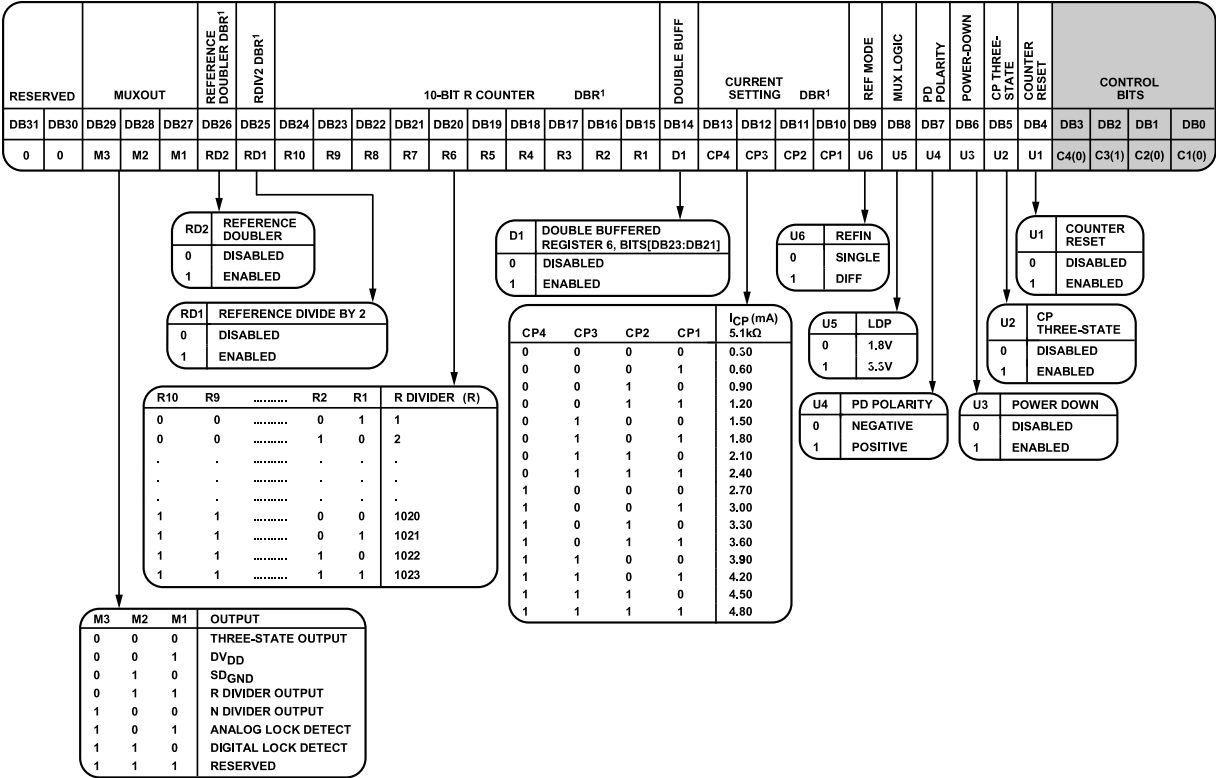 RESERVED MUXOUT REFERENCE DOUBLER DBR1 RDIV2 DBR1 10-BIT R COUNTER DBR1 DOUBLE BUFF CURRENT SETTING DBR1 REF MODE MUX LOGIC PD POLARITY POWER-DOWN CP THREE-STATE COUNTER RESET CONTROL BITS
DB31 DB30 DB29 DB28 DB27 DB26 DB25 DB24 DB23 DB22 DB21 DB20 DB19 DB18 DB17 DB16 DB15 DB14 DB13 DB12 DB11 DB10 DB9 DB8 DB7 DB6 DB5 DB4 DB3 DB2 DB1 DB0
0 0 M3 M2 M1 RD2 RD1 R10 R9 R8 R7 R6 R5 R4 R3 R2 R1 D1 CP4 CP3 CP2 CP1 U6 U5 U4 U3 U2 U1 C4(0) C3(1) C2(0) C1(0)
RD2 REFERENCE DOUBLER
0 DISABLED
1 ENABLED
RD1 REFERENCE DIVIDE BY 2
0 DISABLED
1 ENABLED
R10 R9 .......... R2 R1 R DIVIDER (R)
0 0 .......... 0 1 1
0 0 .......... 1 0 2
. . .......... . . .
. . .......... . . .
. . .......... . . .
1 1 .......... 0 0 1020
1 1 .......... 0 1 1021
1 1 .......... 1 0 1022
1 1 .......... 1 1 1023
M3 M2 M1 OUTPUT
0 0 0 THREE-STATE OUTPUT
0 0 1 DVDD
0 1 0 SDGND
0 1 1 R DIVIDER OUTPUT
1 0 0 N DIVIDER OUTPUT
1 0 1 ANALOG LOCK DETECT
1 1 0 DIGITAL LOCK DETECT
1 1 1 RESERVED
D1 DOUBLE BUFFERED
REGISTER 6, BITS[DB23:DB21]
0 DISABLED
1 ENABLED
CP4 CP3 CP2 CP1 ICP (mA)
5.1kΩ
0 0 0 0 0.30
0 0 0 1 0.60
0 0 1 0 0.90
0 0 1 1 1.20
0 1 0 0 1.50
0 1 0 1 1.80
0 1 1 0 2.10
0 1 1 1 2.40
1 0 0 0 2.70
1 0 0 1 3.00
1 0 1 0 3.30
1 0 1 1 3.60
1 1 0 0 3.90
1 1 0 1 4.20
1 1 1 0 4.50
1 1 1 1 4.80
U6 REFIN
0 SINGLE
1 DIFF
U5 LDP
0 1.8V
1 3.3V
U4 PD POLARITY
0 NEGATIVE
1 POSITIVE
U3 POWER DOWN
0 DISABLED
1 ENABLED
U2 CP
THREE-STATE
0 DISABLED
1 ENABLED
U1 COUNTER
RESET
0 DISABLED
1 ENABLED